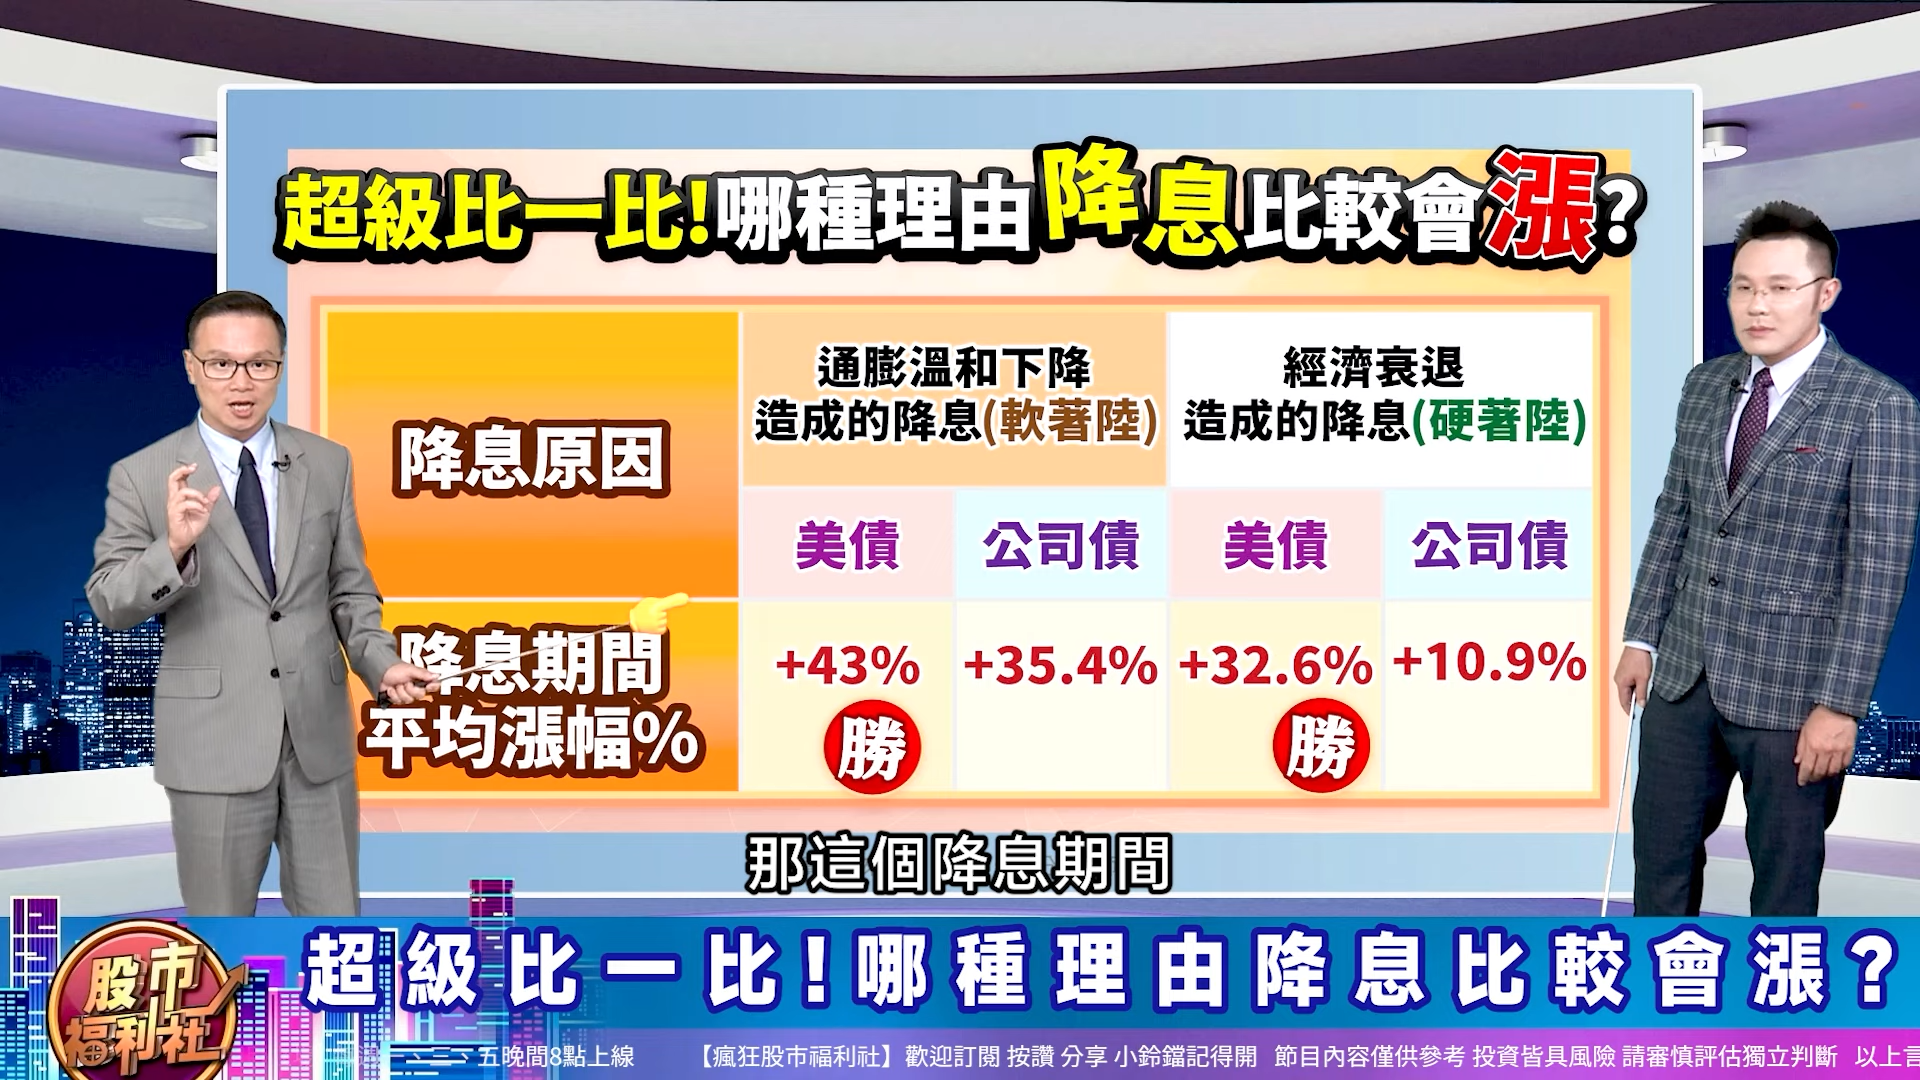 超級比一比!哪種理由降息比較會漲?
降息原因
通膨溫和下降
造成的降息(軟著陸)
經濟衰退
造成的降息(硬著陸)
美債
公司債
美債
公司債
降息期間
平均漲幅%
+43%
+35.4%
+32.6%
+10.9%
勝
勝
那這個降息期間
股市
福利社
超級比一比!哪種理由降息比較會漲?
二、三、五晚間8點上線 【瘋狂股市福利社】歡迎訂閱 按讚 分享 小鈴鐺記得開 節目內容僅供參考 投資皆具風險 請審慎評估獨立判斷 以上言